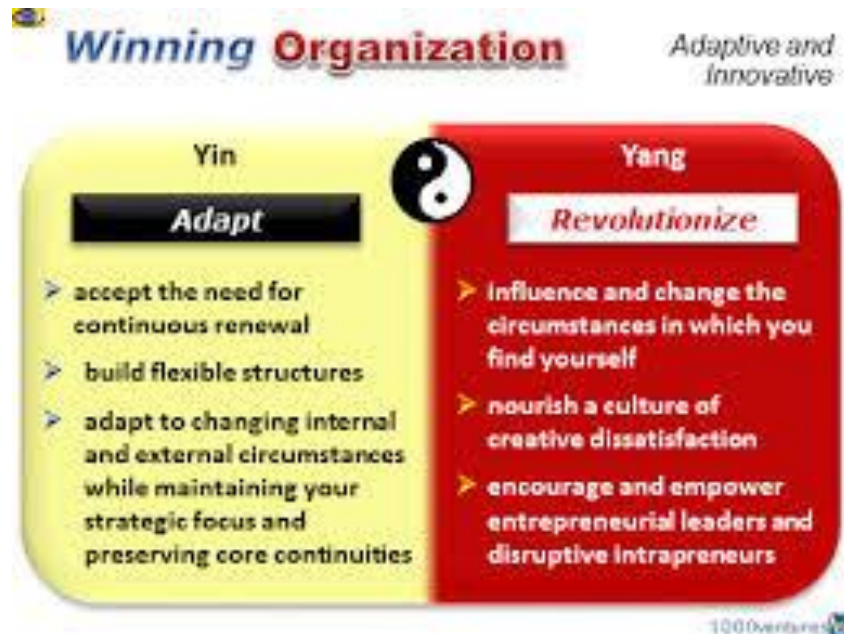 Winning Organization
Adaptive and
Innovative
Yin
Adapt
➢ accept the need for
continuous renewal
➢ build flexible structures
➢ adapt to changing internal
and external circumstances
while maintaining your
strategic focus and
preserving core continuities
Yang
Revolutionize
➢ influence and change the
circumstances in which you
find yourself
➢ nourish a culture of
creative dissatisfaction
➢ encourage and empower
entrepreneurial leaders and
disruptive intrapreneurs
1000ventures